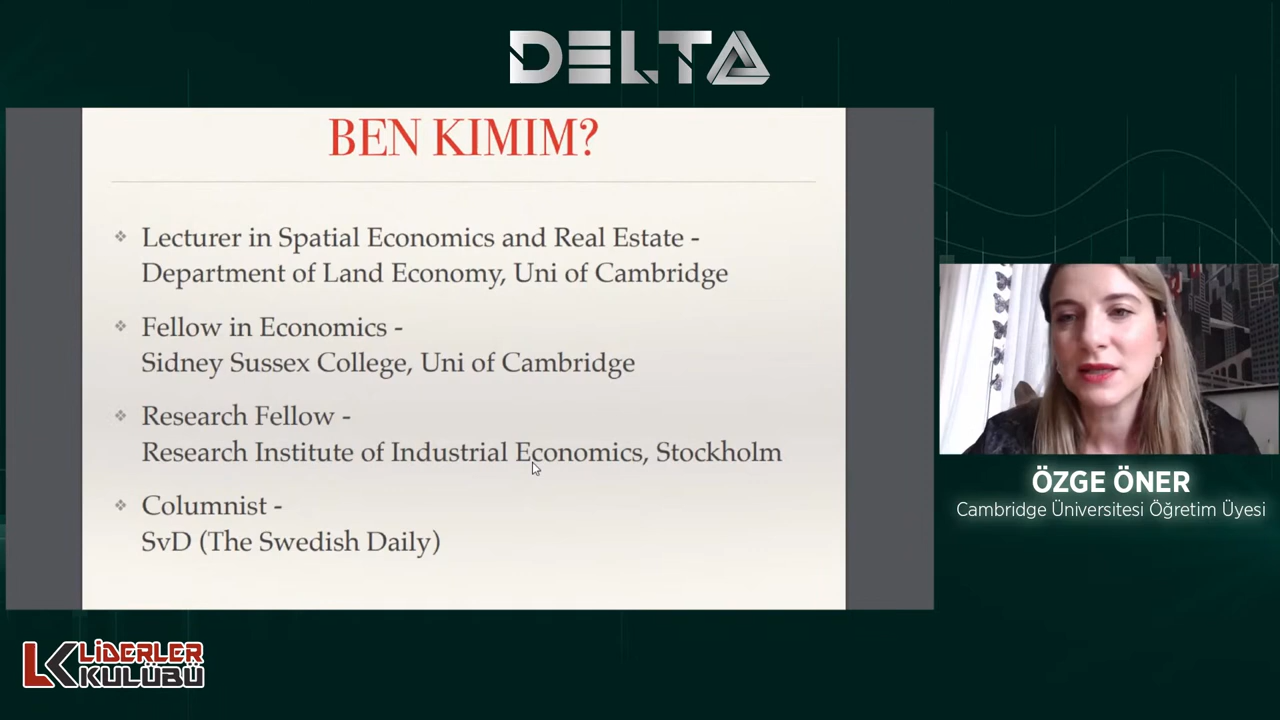 DELTA
BEN KIMIM?
Lecturer in Spatial Economics and Real Estate -
Department of Land Economy, Uni of Cambridge
Fellow in Economics -
Sidney Sussex College, Uni of Cambridge
Research Fellow -
Research Institute of Industrial Economics, Stockholm
Columnist -
SvD (The Swedish Daily)
ÖZGE ÖNER
Cambridge Üniversitesi Öğretim Üyesi
LK LİDERLER
KULÜBÜ